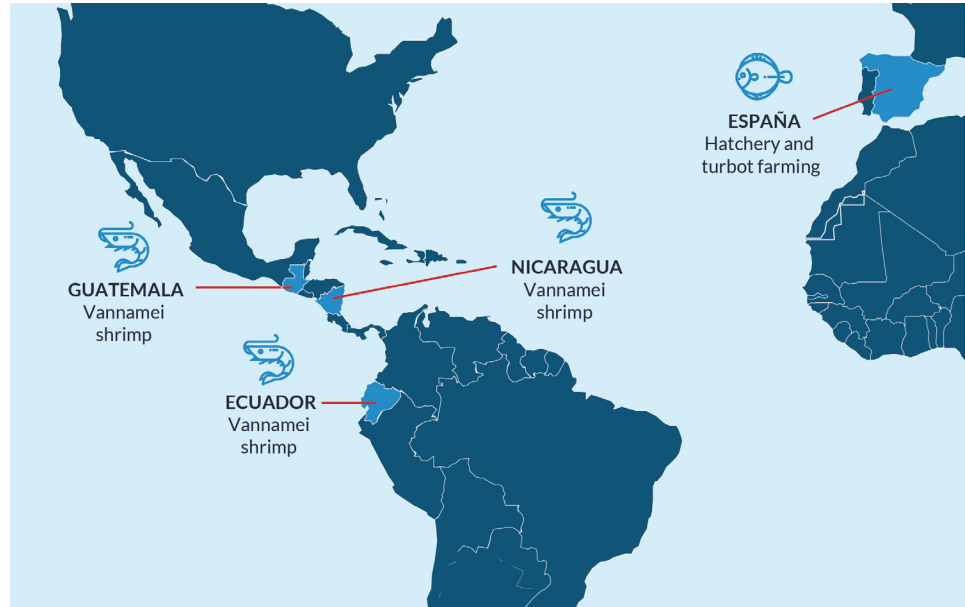 ESPAÑA
Hatchery and
turbot farming
NICARAGUA
Vannamei
shrimp
GUATEMALA
Vannamei
shrimp
ECUADOR
Vannamei
shrimp